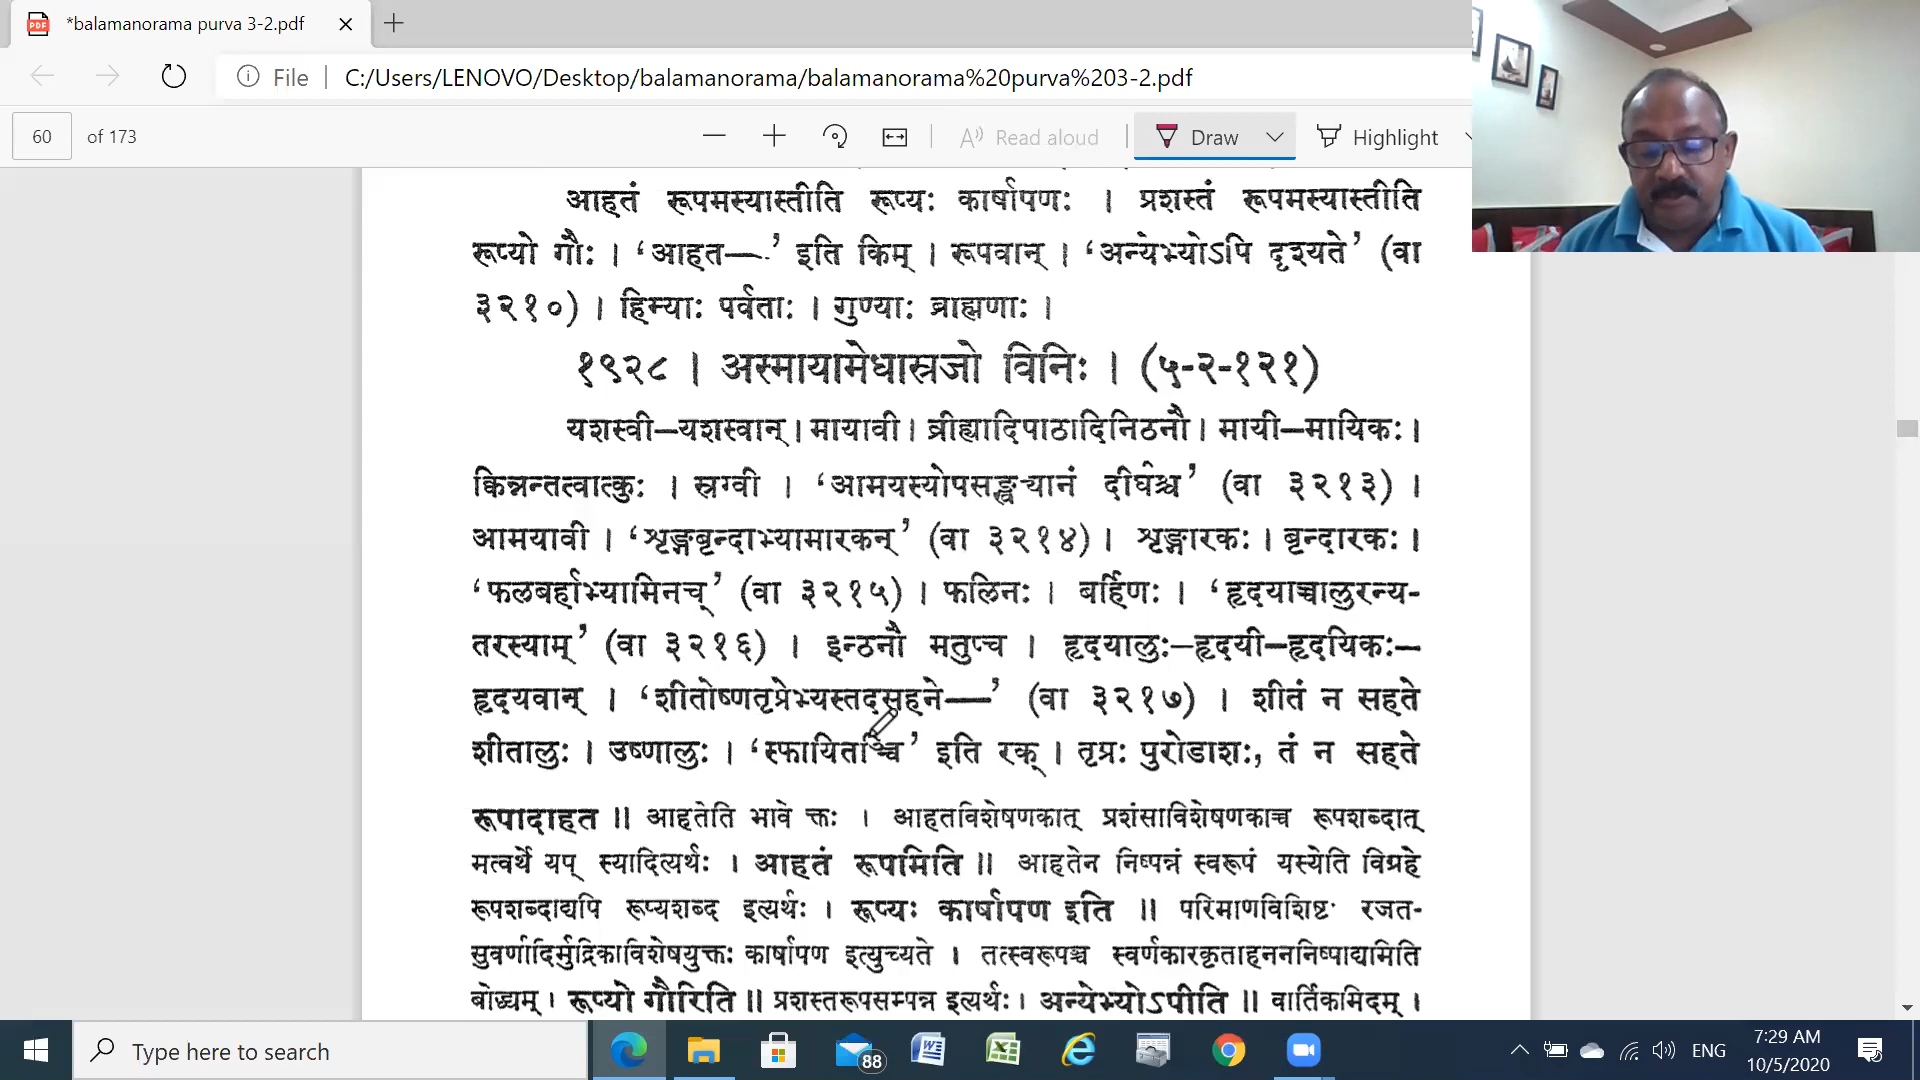 *balamanorama purva 3-2.pdf
File | C:/Users/LENOVO/Desktop/balamanorama/balamanorama%20purva%203-2.pdf
60 of 173 Read aloud Draw Highlight
आहतं रूपमस्यास्तीति रूप्यः कार्षापणः । प्रशस्तं रूपमस्यास्तीति
रूप्यो गौः । ‘आहत—’ इति किम् । रूपवान् । ‘अन्येभ्योऽपि दृश्यते’ (वा
३२१०) । हिम्याः पर्वताः । गुण्याः ब्राह्मणाः ।
१९२८ । अस्मायामेधास्रजो विनिः । (५-२-१२१)
यशस्वी—यशस्वान् । मायावी । व्रीह्यादिपाठादिनिठनौ । मायी—मायिकः ।
क्विन्नन्तत्वात्कुः । स्रग्वी । ‘आमयस्योपसङ्ख्यानं दीर्घश्च’ (वा ३२१३) ।
आमयावी । ‘शृङ्गबृन्दाभ्यामारकन्’ (वा ३२१४) । शृङ्गारकः । बृन्दारकः ।
‘फलबर्हाभ्यामिनच्’ (वा ३२१५) । फलिनः । बर्हिणः । ‘हृदयाच्चालुरन्य-
तरस्याम्’ (वा ३२१६) । इन्ठनौ मतुप्च । हृदयालुः—हृदयी—हृदयिकः—
हृदयवान् । ‘शीतोष्णतृप्रेभ्यस्तदसहने—’ (वा ३२१७) । शीतं न सहते
शीतालुः । उष्णालुः । ‘स्फायितञ्चि’ इति रक् । तृप्रः पुरोडाशः, तं न सहते
रूपादाहत ॥ आहतेति भावे क्तः । आहतविशेषणकात् प्रशंसाविशेषणकाच्च रूपशब्दात्
मत्वर्थे यप् स्यादित्यर्थः । आहतं रूपमिति ॥ आहतेन निष्पन्नं स्वरूपं यस्येति विग्रहे
रूपशब्दाद्यपि रूप्यशब्द इत्यर्थः । रूप्यः कार्षापण इति ॥ परिमाणविशिष्ट रजत-
सुवर्णादिर्मुद्रिकाविशेषयुक्तः कार्षापण इत्युच्यते । तत्स्वरूपञ्च स्वर्णकारकृताहनननिष्पाद्यमिति
बोद्ध्यम् । रूप्यो गौरिति ॥ प्रशस्तरूपसम्पन्न इत्यर्थः । अन्येभ्योऽपीति ॥ वार्तिकमिदम् ।
Type here to search
88
ENG
7:29 AM
10/5/2020